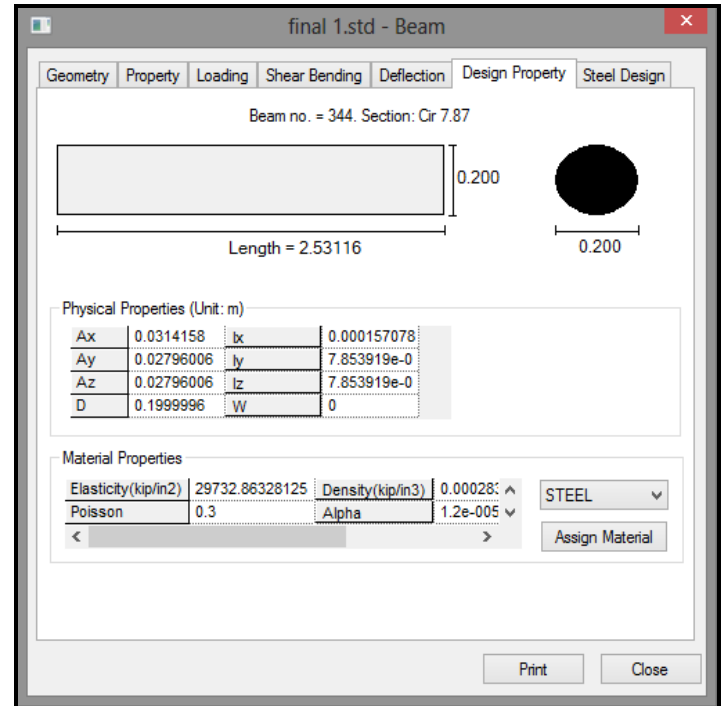 final 1.std - Beam
Geometry Property Loading Shear Bending Deflection Design Property Steel Design
Beam no. = 344. Section: Cir 7.87
0.200
Length = 2.53116
0.200
Physical Properties (Unit: m)
Ax 0.0314158 Ix 0.000157078
Ay 0.02796006 Iy 7.853919e-0
Az 0.02796006 Iz 7.853919e-0
D 0.1999996 W 0
Material Properties
Elasticity(kip/in2) 29732.86328125 Density(kip/in3) 0.000283
STEEL
Poisson 0.3 Alpha 1.2e-005
Assign Material
Print Close